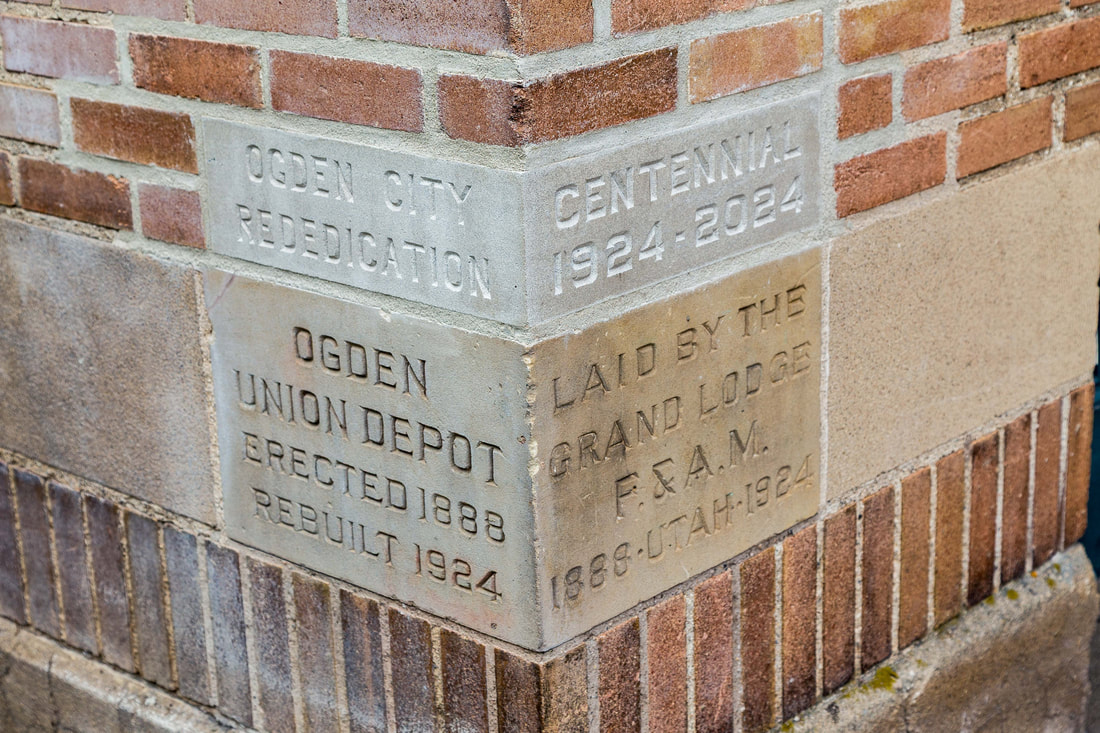 OGDEN CITY
REDEDICATION
CENTENNIAL
1924-2024
OGDEN
UNION DEPOT
ERECTED 1888
REBUILT 1924
LAID BY THE
GRAND LODGE
F. & A. M.
1888·UTAH·1924